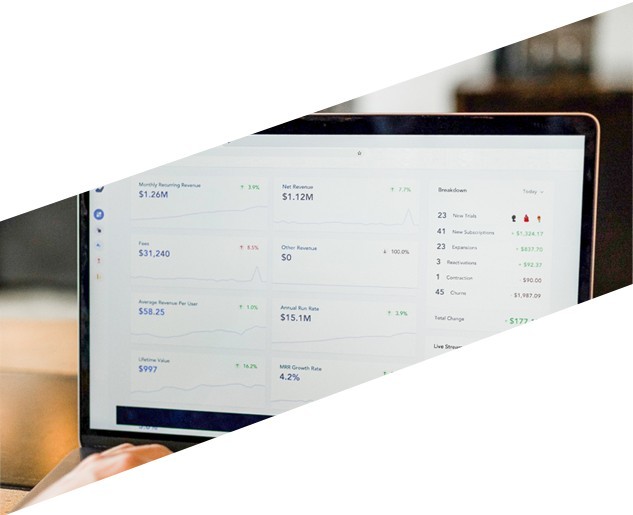 Monthly Recurring Revenue
3.9%
$1.26M
Net Revenue
7.7%
$1.12M
Fees
8.5%
$31,240
Other Revenue
100.0%
$0
Average Revenue Per User
1.0%
$58.25
Annual Run Rate
3.9%
$15.1M
Lifetime Value
16.2%
$997
MRR Growth Rate
4.2%
Breakdown
Today
23 New Trials
41 New Subscriptions
+ $1,324.17
23 Expansions
+ $837.70
3 Reactivations
+ $92.37
1 Contraction
$90.00
45 Churns
- $1,987.09
Total Change
Live